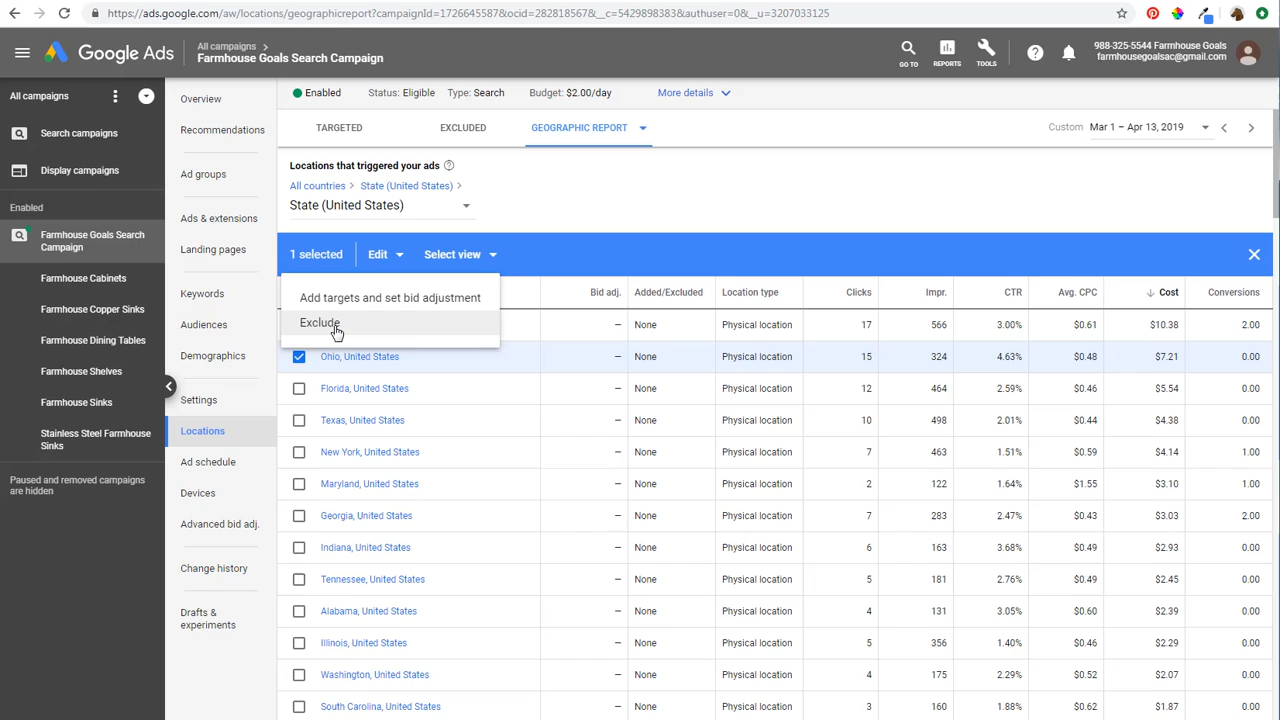 https://ads.google.com/aw/locations/geographicreport?campaignId=1726645587&ocid=282818567&__c=5429898383&authuser=0&__u=3207033125
Google Ads
All campaigns
Farmhouse Goals Search Campaign
GO TO
REPORTS
TOOLS
988-325-5544 Farmhouse Goals
farmhousegoalsac@gmail.com
All campaigns
Search campaigns
Display campaigns
Enabled
Farmhouse Goals Search
Campaign
Farmhouse Cabinets
Farmhouse Copper Sinks
Farmhouse Dining Tables
Farmhouse Shelves
Farmhouse Sinks
Stainless Steel Farmhouse
Sinks
Paused and removed campaigns
are hidden
Overview
Recommendations
Ad groups
Ads & extensions
Landing pages
Keywords
Audiences
Demographics
Settings
Locations
Ad schedule
Devices
Advanced bid adj.
Change history
Drafts &
experiments
Enabled Status: Eligible Type: Search Budget: $2.00/day More details
TARGETED EXCLUDED GEOGRAPHIC REPORT Custom Mar 1 – Apr 13, 2019
Locations that triggered your ads
All countries State (United States)
State (United States)
1 selected Edit Select view
Add targets and set bid adjustment
Exclude
Bid adj. Added/Excluded Location type Clicks Impr. CTR Avg. CPC Cost Conversions
– None Physical location 17 566 3.00% $0.61 $10.38 2.00
Ohio, United States – None Physical location 15 324 4.63% $0.48 $7.21 0.00
Florida, United States – None Physical location 12 464 2.59% $0.46 $5.54 0.00
Texas, United States – None Physical location 10 498 2.01% $0.44 $4.38 0.00
New York, United States – None Physical location 7 463 1.51% $0.59 $4.14 1.00
Maryland, United States – None Physical location 2 122 1.64% $1.55 $3.10 1.00
Georgia, United States – None Physical location 7 283 2.47% $0.43 $3.03 2.00
Indiana, United States – None Physical location 6 163 3.68% $0.49 $2.93 0.00
Tennessee, United States – None Physical location 5 181 2.76% $0.49 $2.45 0.00
Alabama, United States – None Physical location 4 131 3.05% $0.60 $2.39 0.00
Illinois, United States – None Physical location 5 356 1.40% $0.46 $2.29 0.00
Washington, United States – None Physical location 4 175 2.29% $0.52 $2.07 0.00
South Carolina, United States – None Physical location 3 160 1.88% $0.62 $1.87 0.00